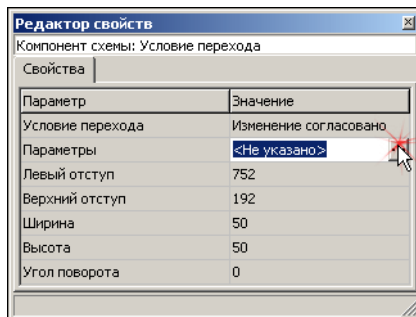 Редактор свойств
Компонент схемы: Условие перехода
Свойства
Параметр Значение
Условие перехода Изменение согласовано
Параметры <Не указано>
Левый отступ 752
Верхний отступ 192
Ширина 50
Высота 50
Угол поворота 0